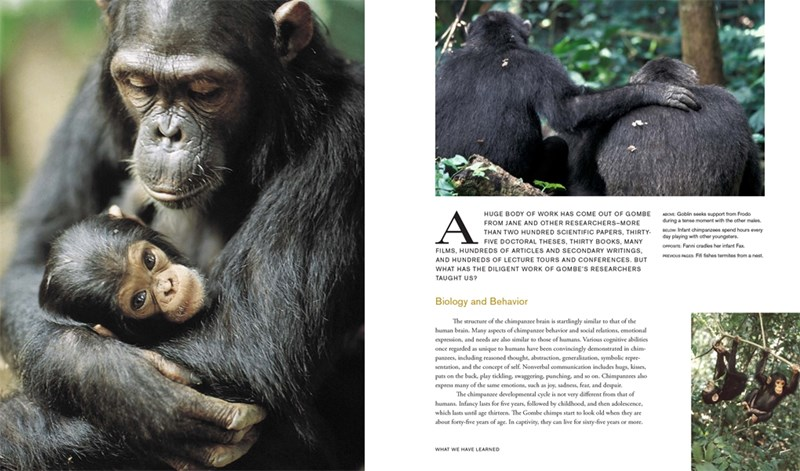 A HUGE BODY OF WORK HAS COME OUT OF GOMBE
FROM JANE AND OTHER RESEARCHERS–MORE
THAN TWO HUNDRED SCIENTIFIC PAPERS, THIRTY-
FIVE DOCTORAL THESES, THIRTY BOOKS, MANY
FILMS, HUNDREDS OF ARTICLES AND SECONDARY WRITINGS,
AND HUNDREDS OF LECTURE TOURS AND CONFERENCES. BUT
WHAT HAS THE DILIGENT WORK OF GOMBE'S RESEARCHERS
TAUGHT US?
ABOVE: Goblin seeks support from Frodo
during a tense moment with the other males.
BELOW: Infant chimpanzees spend hours every
day playing with other youngsters.
OPPOSITE: Fanni cradles her infant Fax.
PREVIOUS PAGES: Fifi fishes termites from a nest.
Biology and Behavior
The structure of the chimpanzee brain is startlingly similar to that of the
human brain. Many aspects of chimpanzee behavior and social relations, emotional
expression, and needs are also similar to those of humans. Various cognitive abilities
once regarded as unique to humans have been convincingly demonstrated in chim-
panzees, including reasoned thought, abstraction, generalization, symbolic repre-
sentation, and the concept of self. Nonverbal communication includes hugs, kisses,
pats on the back, play tickling, swaggering, punching, and so on. Chimpanzees also
express many of the same emotions, such as joy, sadness, fear, and despair.
The chimpanzee developmental cycle is not very different from that of
humans. Infancy lasts for five years, followed by childhood, and then adolescence,
which lasts until age thirteen. The Gombe chimps start to look old when they are
about forty-five years of age. In captivity, they can live for sixty-five years or more.
WHAT WE HAVE LEARNED